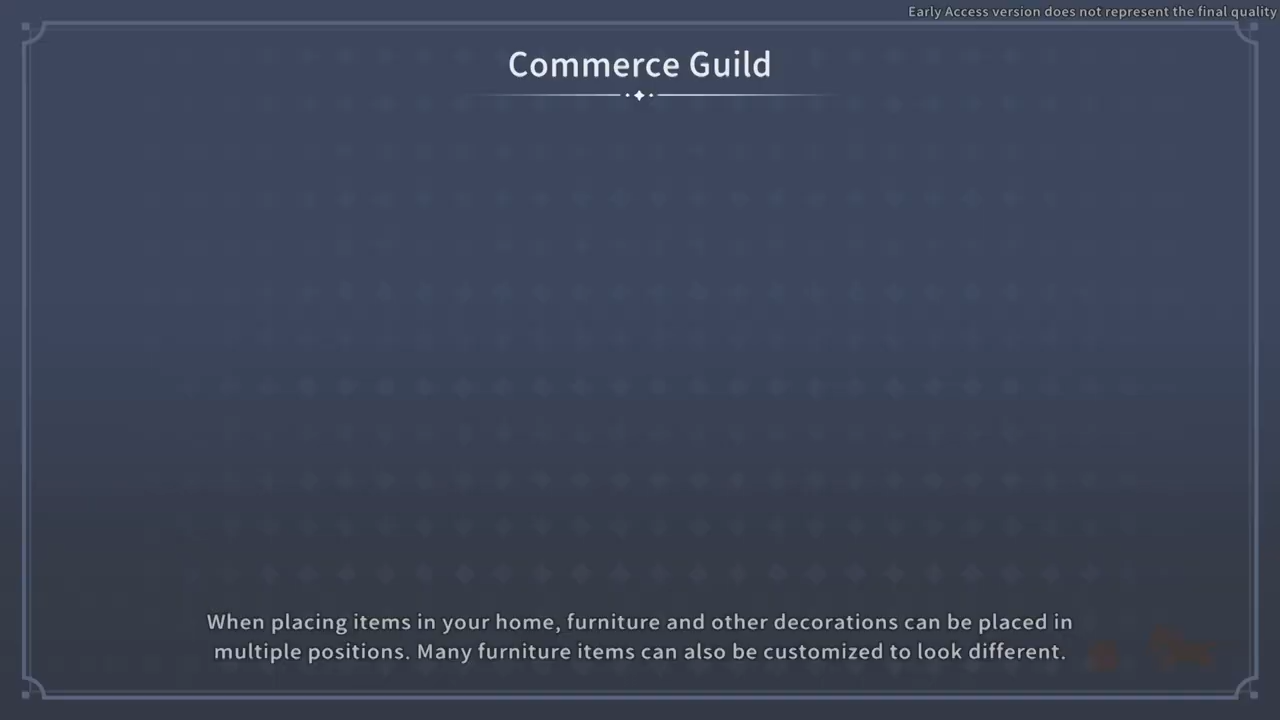 Early Access version does not represent the final quality
Commerce Guild
When placing items in your home, furniture and other decorations can be placed in
multiple positions. Many furniture items can also be customized to look different.